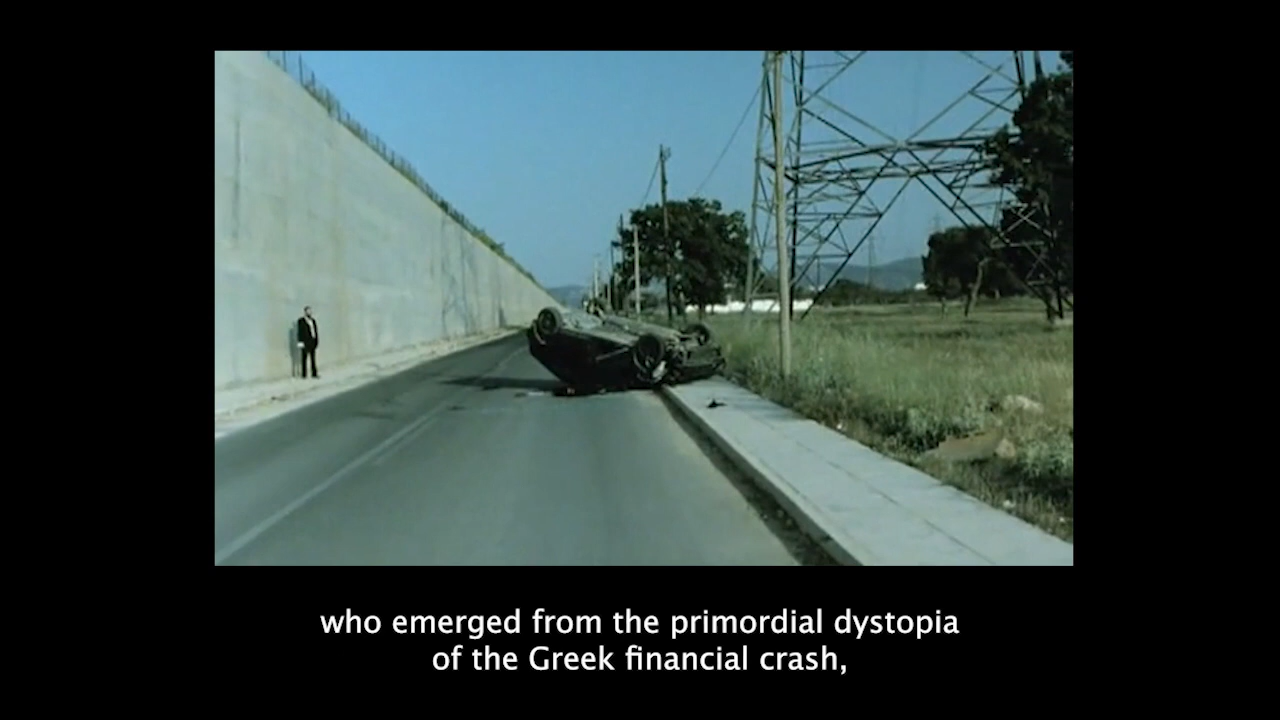 who emerged from the primordial dystopia
of the Greek financial crash,